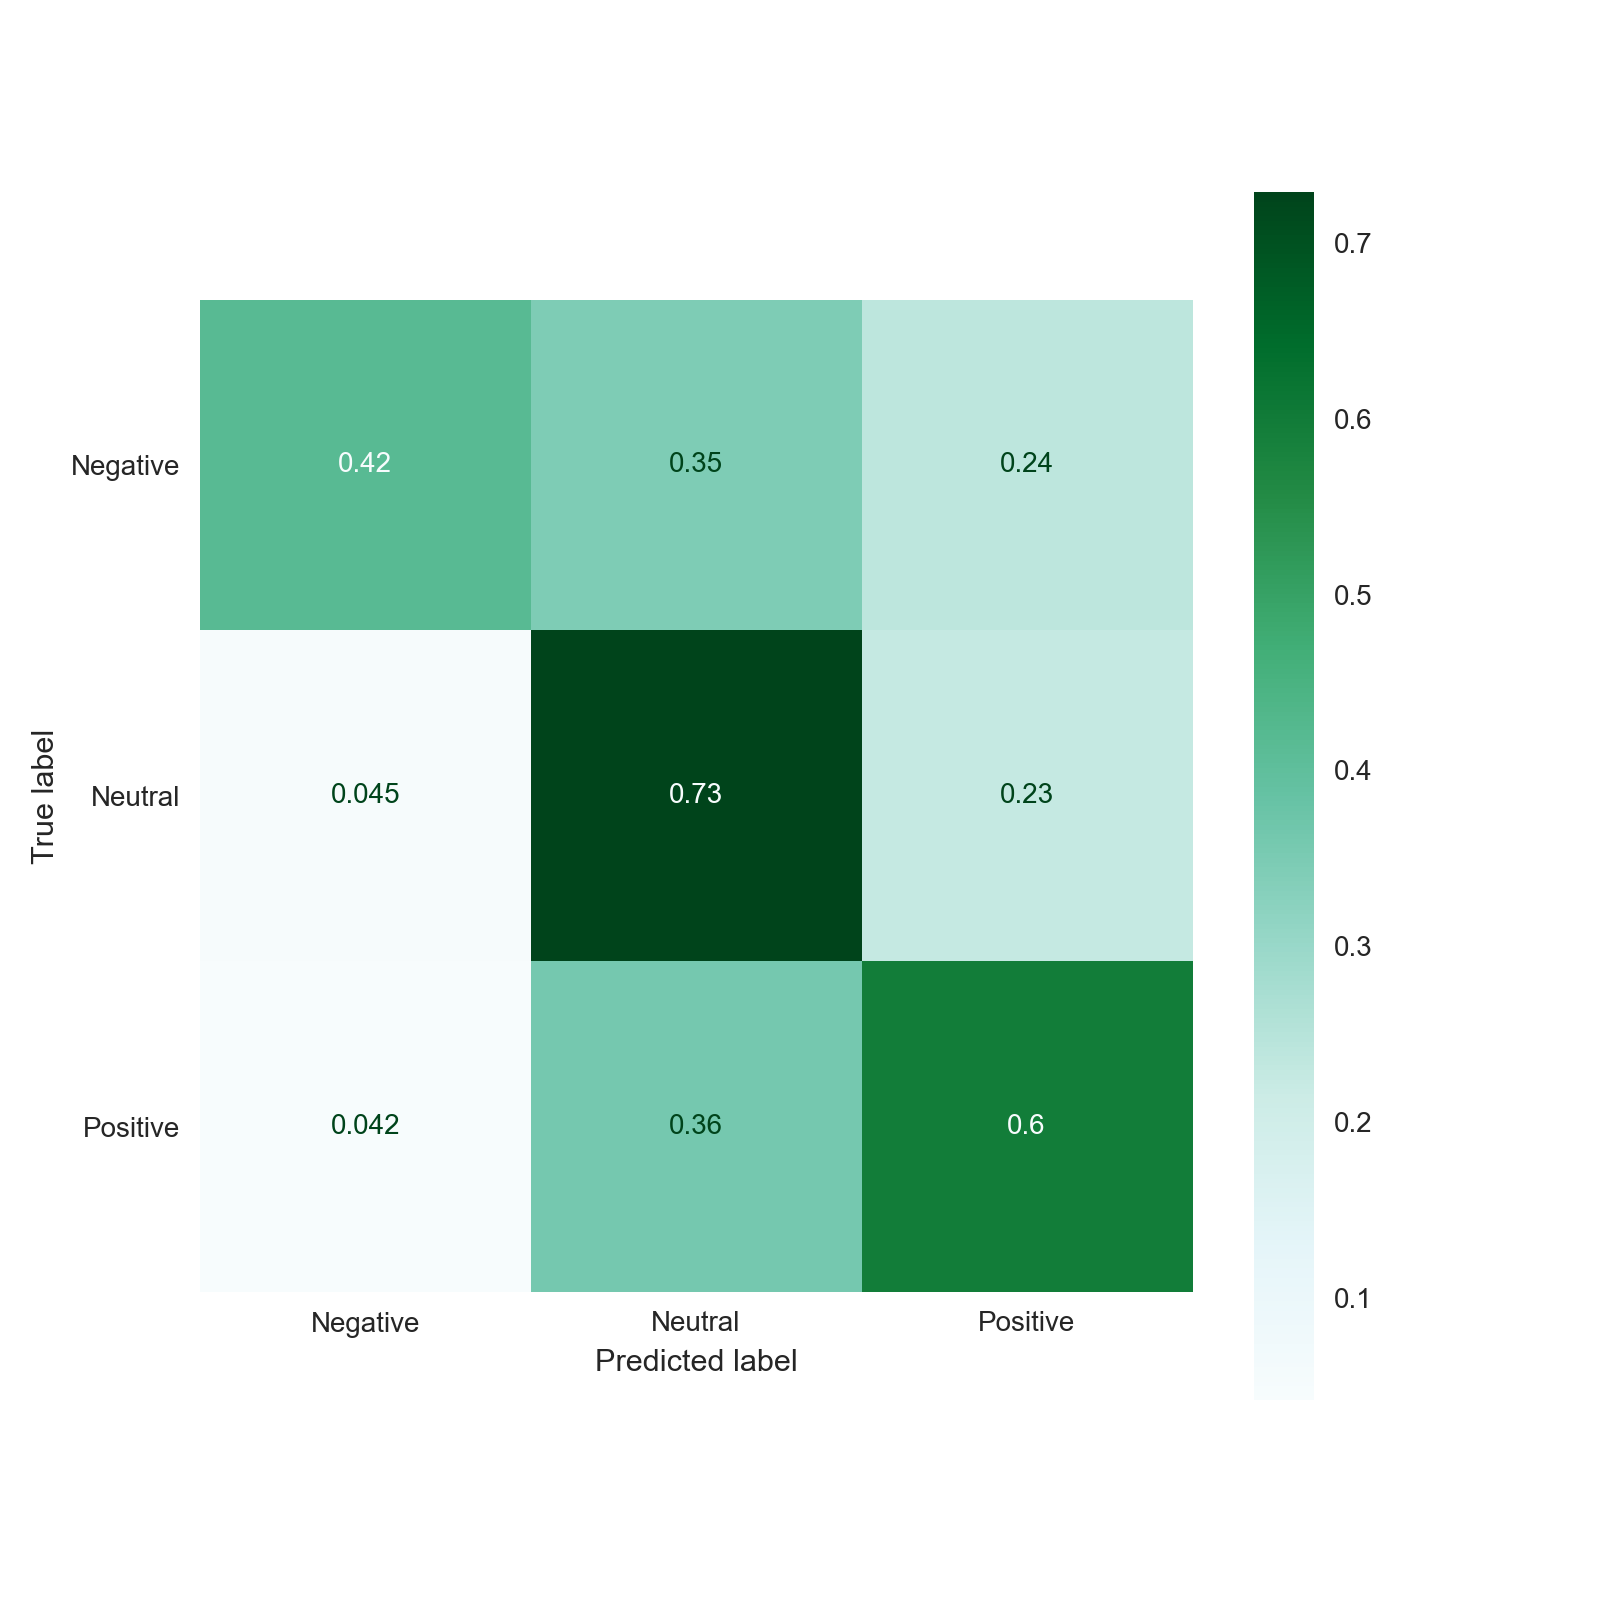 0.7
0.6
0.5
0.4
0.3
0.2
0.1
True label
Negative 0.42 0.35 0.24
Neutral 0.045 0.73 0.23
Positive 0.042 0.36 0.6
Negative Neutral Positive
Predicted label